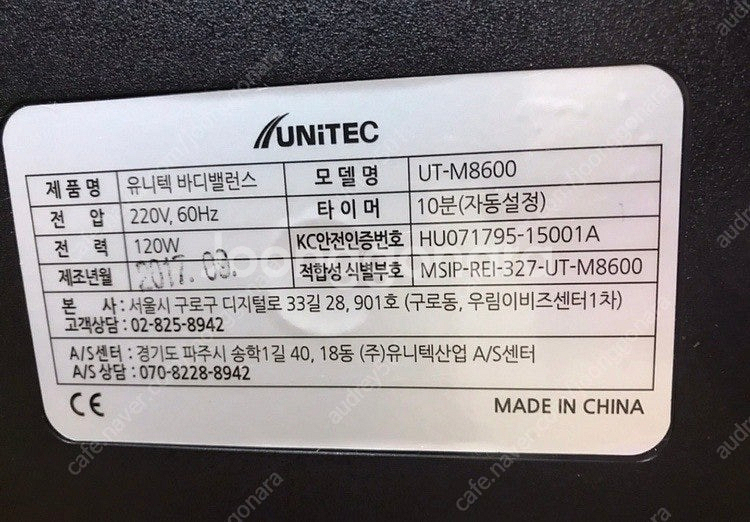 UNiTEC
제품명 유니텍 바디밸런스 모델명 UT-M8600
전압 220V, 60Hz 타이머 10분(자동설정)
전력 120W KC안전인증번호 HU071795-15001A
제조년월 2017. 03. 적합성 식별부호 MSIP-REI-327-UT-M8600
본사 : 서울시 구로구 디지털로 33길 28, 901호 (구로동, 우림이비즈센터1차)
고객상담 : 02-825-8942
A/S센터 : 경기도 파주시 송학1길 40, 18동 (주)유니텍산업 A/S센터
A/S 상담 : 070-8228-8942
CE MADE IN CHINA